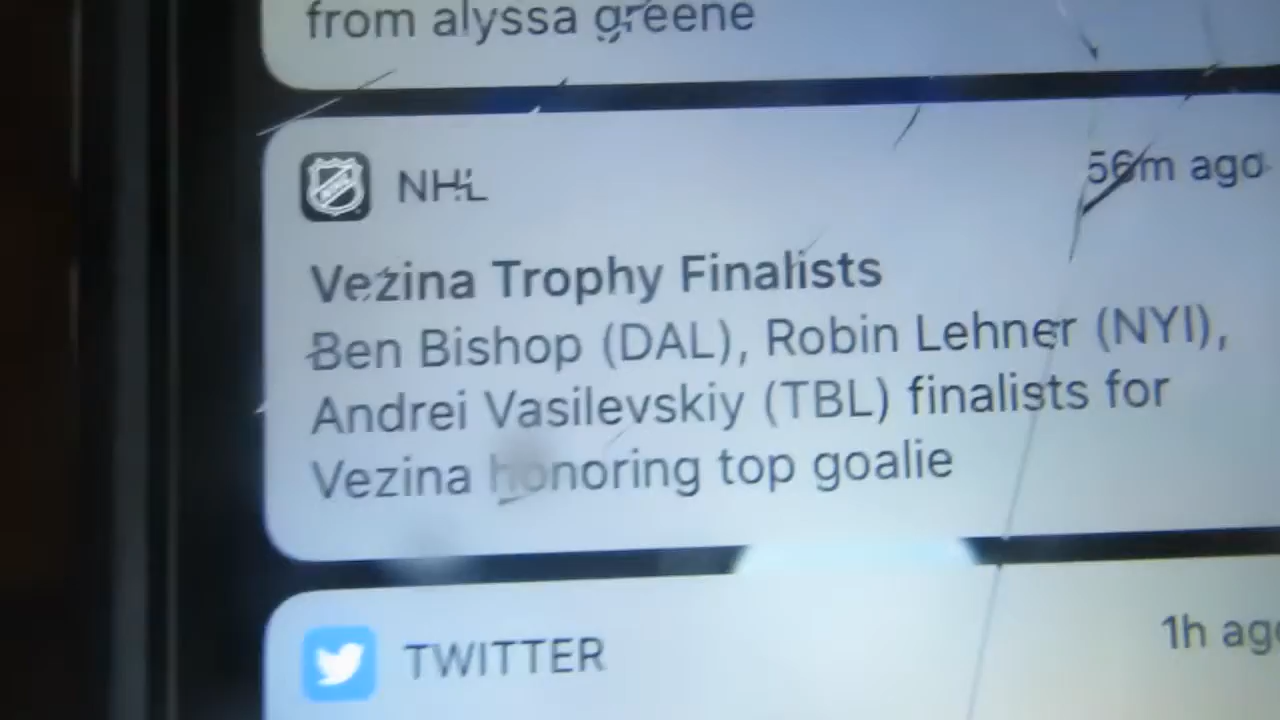 from alyssa greene
NHL
56m ago
Vezina Trophy Finalists
Ben Bishop (DAL), Robin Lehner (NYI),
Andrei Vasilevskiy (TBL) finalists for
Vezina honoring top goalie
TWITTER
1h ago